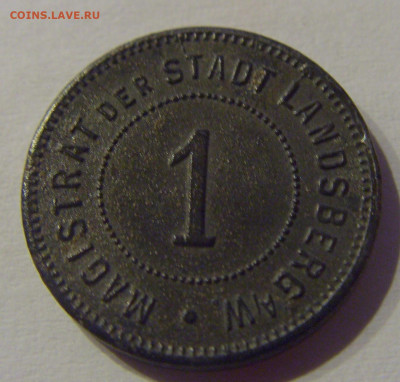 COINS.LAVE.RU
MAGISTRAT DER STADT LANDSBERG A/W.
1